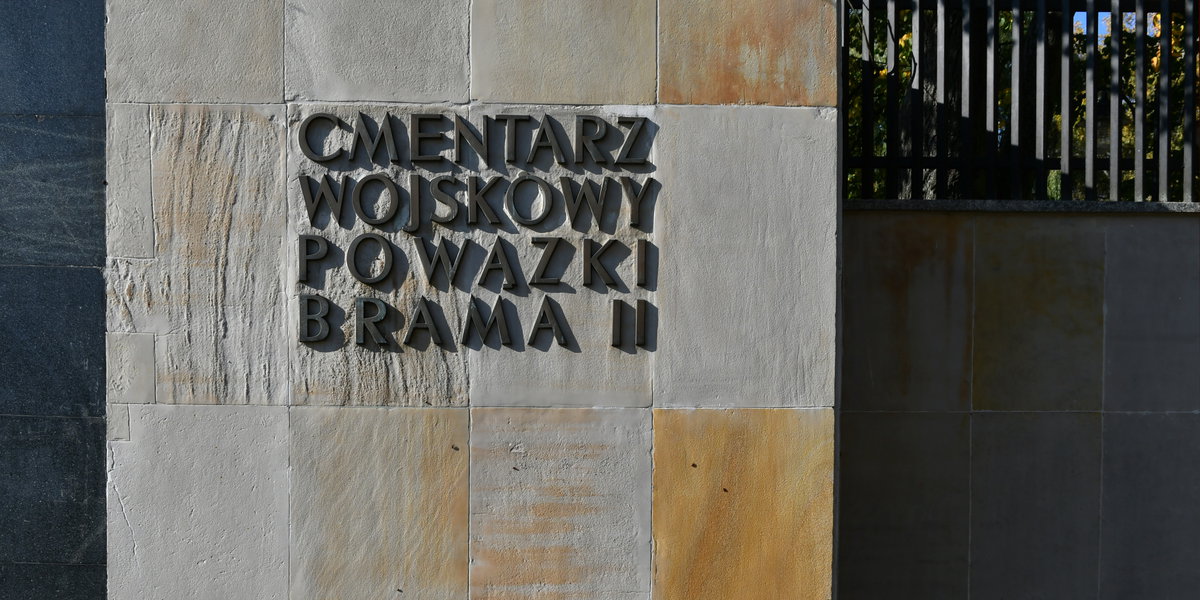 CMENTARZ
WOJSKOWY
POWĄZKI
BRAMA II